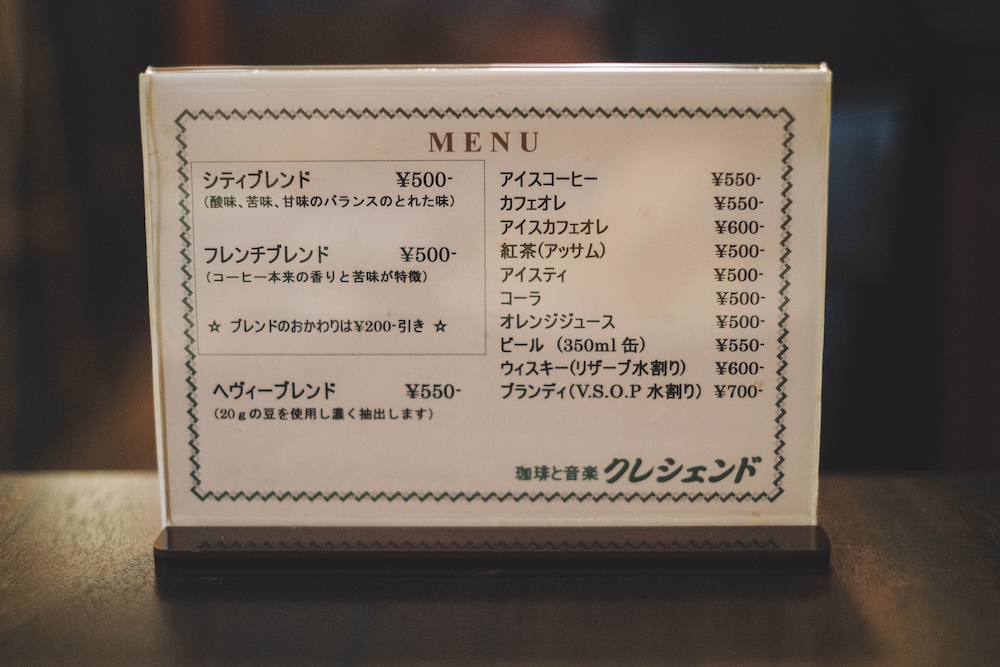 MENU
シティブレンド ¥500-
(酸味、苦味、甘味のバランスのとれた味)
フレンチブレンド ¥500-
(コーヒー本来の香りと苦味が特徴)
☆ ブレンドのおかわりは¥200-引き ☆
ヘヴィーブレンド ¥550-
(20gの豆を使用し濃く抽出します)
アイスコーヒー ¥550-
カフェオレ ¥550-
アイスカフェオレ ¥600-
紅茶(アッサム) ¥500-
アイスティ ¥500-
コーラ ¥500-
オレンジジュース ¥500-
ビール (350ml 缶) ¥550-
ウィスキー(リザーブ水割り) ¥600-
ブランディ(V.S.O.P 水割り) ¥700-
珈琲と音楽 クレシェンド